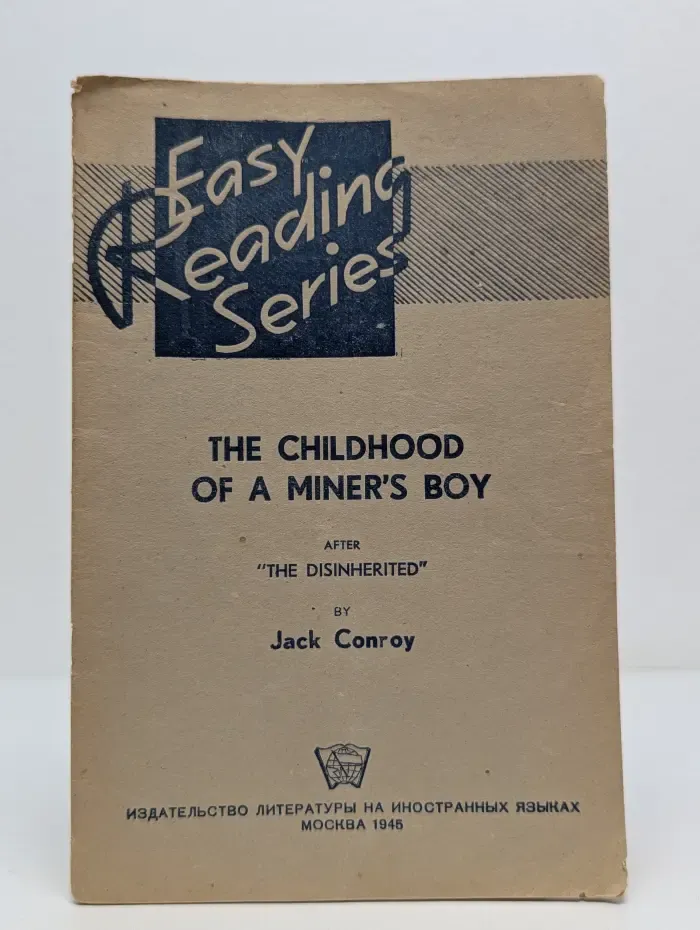 Easy
Reading
Series
THE CHILDHOOD
OF A MINER'S BOY
AFTER
"THE DISINHERITED"
BY
Jack Conroy
ИЗДАТЕЛЬСТВО ЛИТЕРАТУРЫ НА ИНОСТРАННЫХ ЯЗЫКАХ
МОСКВА 1946